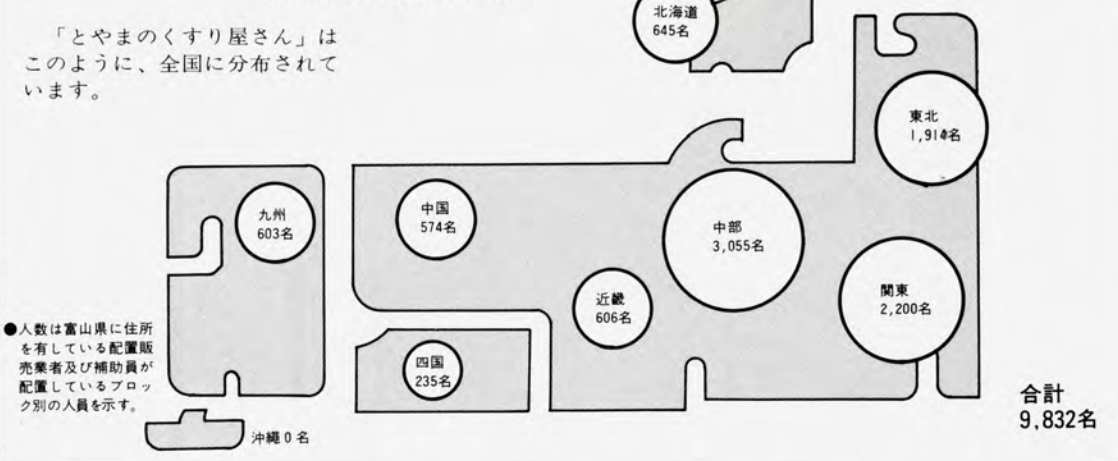 「とやまのくすり屋さん」は
このように、全国に分布されて
います。
北海道
645名
東北
1,914名
中部
3,055名
関東
2,200名
近畿
606名
中国
574名
四国
235名
九州
603名
沖縄0名
●人数は富山県に住所
を有している配置販
売業者及び補助員が
配置しているブロッ
ク別の人員を示す。
合計
9,832名